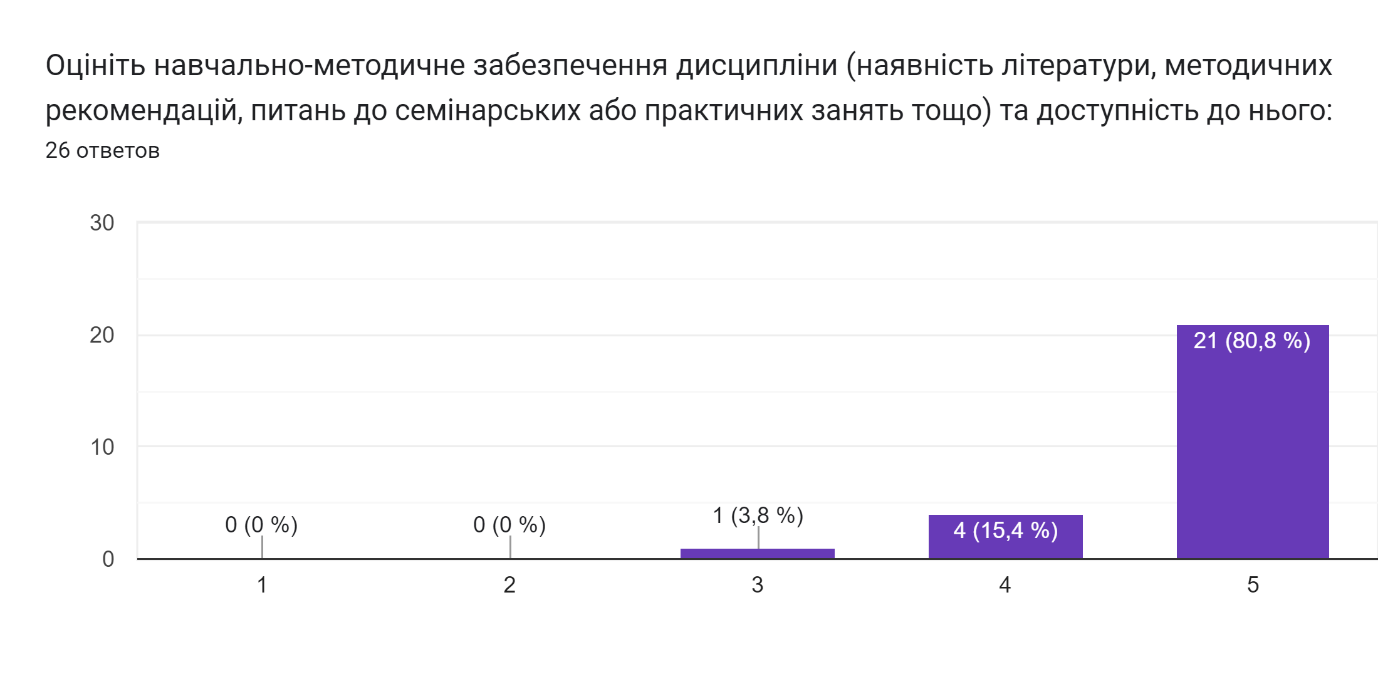 Оцініть навчально-методичне забезпечення дисципліни (наявність літератури, методичних
рекомендацій, питань до семінарських або практичних занять тощо) та доступність до нього:
26 ответов
30
20
10
0
0 (0 %)
0 (0 %)
1 (3,8 %)
4 (15,4 %)
21 (80,8 %)
1
2
3
4
5